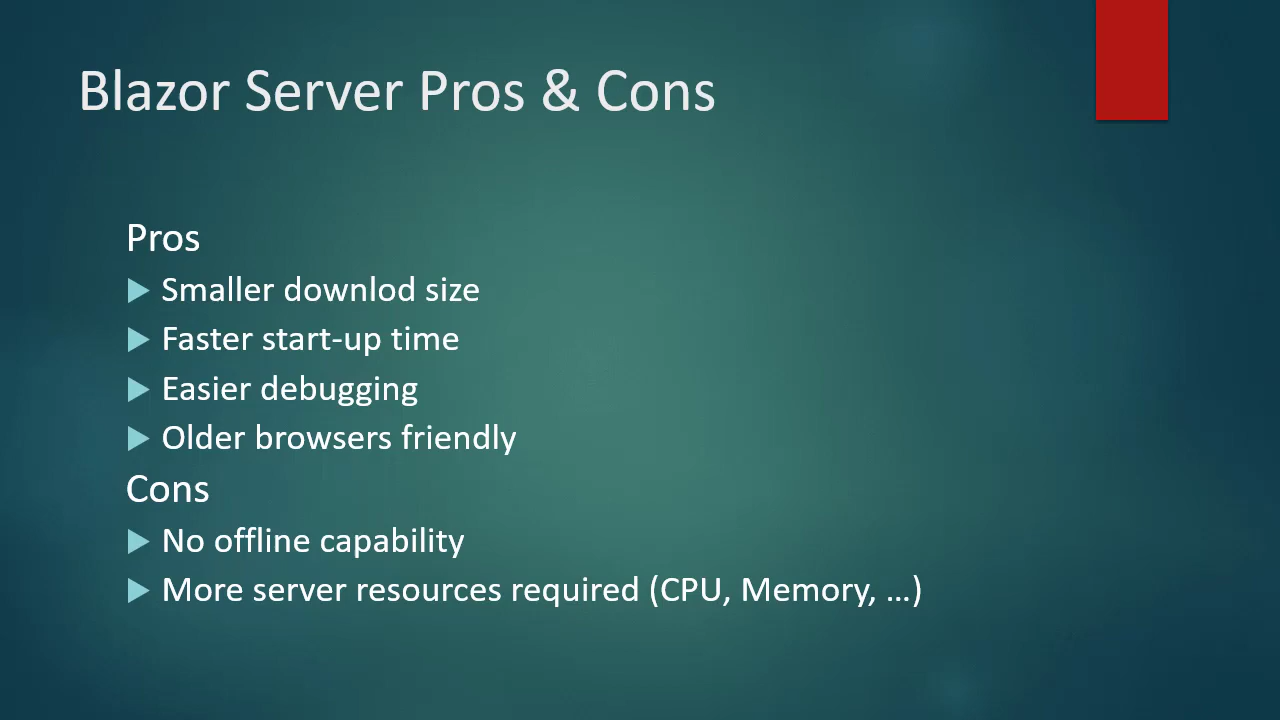 Blazor Server Pros & Cons
Pros
Smaller downlod size
Faster start-up time
Easier debugging
Older browsers friendly
Cons
No offline capability
More server resources required (CPU, Memory, ...)